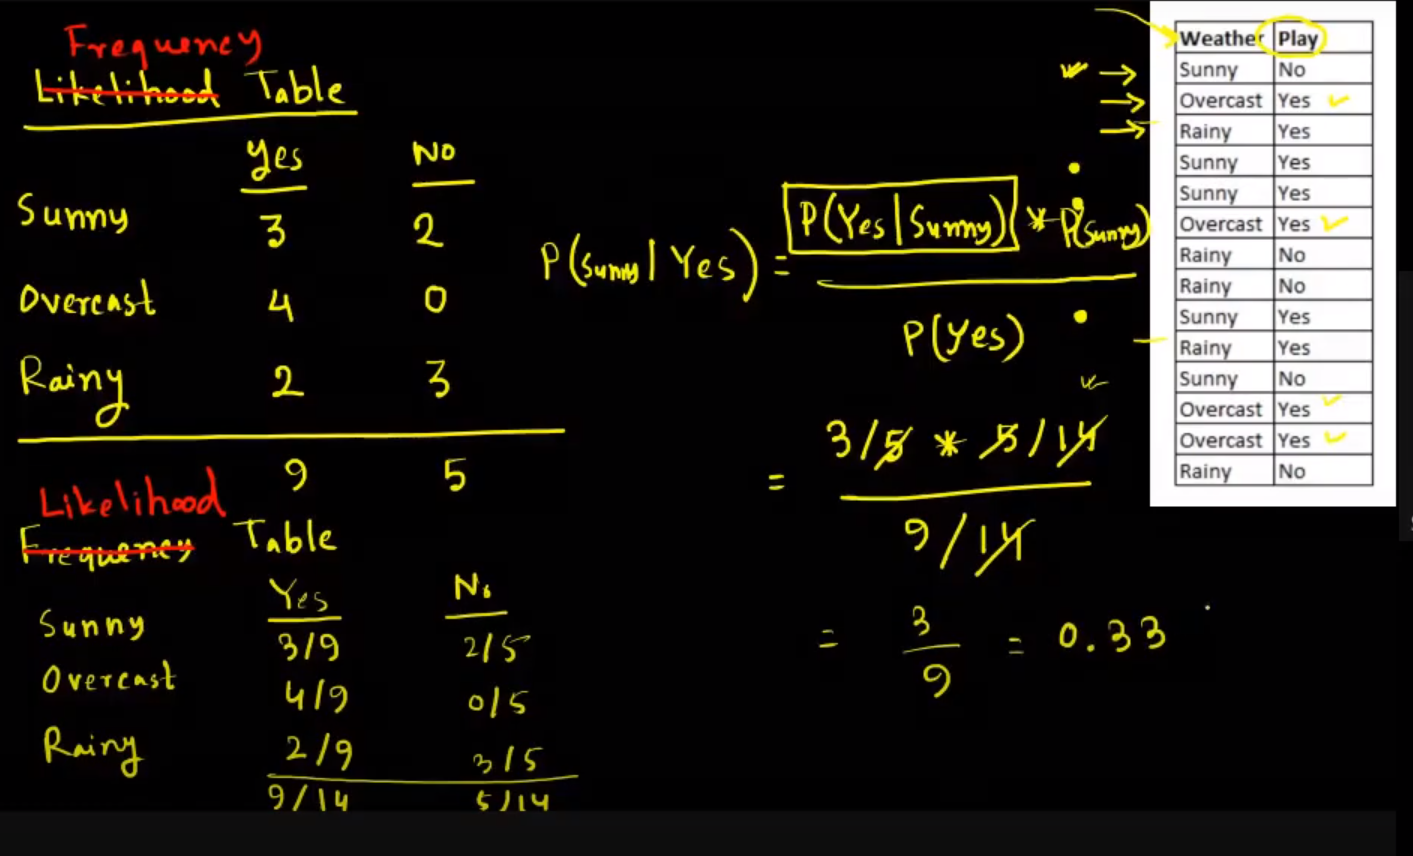 Frequency
Likelihood Table
Yes NO
Sunny 3 2
Overcast 4 0
Rainy 2 3
9 5
Likelihood
Frequency Table
Yes No
Sunny 3/9 2/5
Overcast 4/9 0/5
Rainy 2/9 3/5
9/14 5/14
P(Sunny | Yes) = P(Yes | Sunny) * P(Sunny)
P(Yes)
= 3/5 * 5/14
9/14
= 3
9
= 0.33
Weather Play
Sunny No
Overcast Yes
Rainy Yes
Sunny Yes
Sunny Yes
Overcast Yes
Rainy No
Rainy No
Sunny Yes
Rainy Yes
Sunny No
Overcast Yes
Overcast Yes
Rainy No